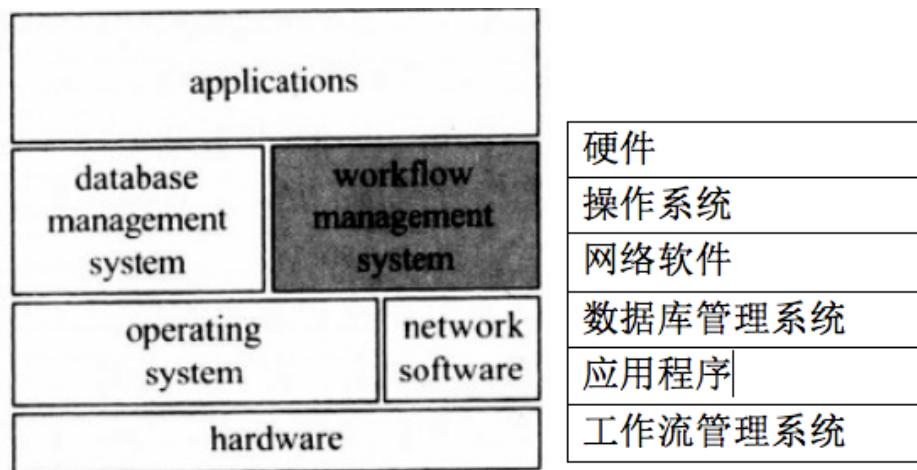 applications
database
management
system
workflow
management
system
operating
system
network
software
hardware
硬件
操作系统
网络软件
数据库管理系统
应用程序
工作流管理系统